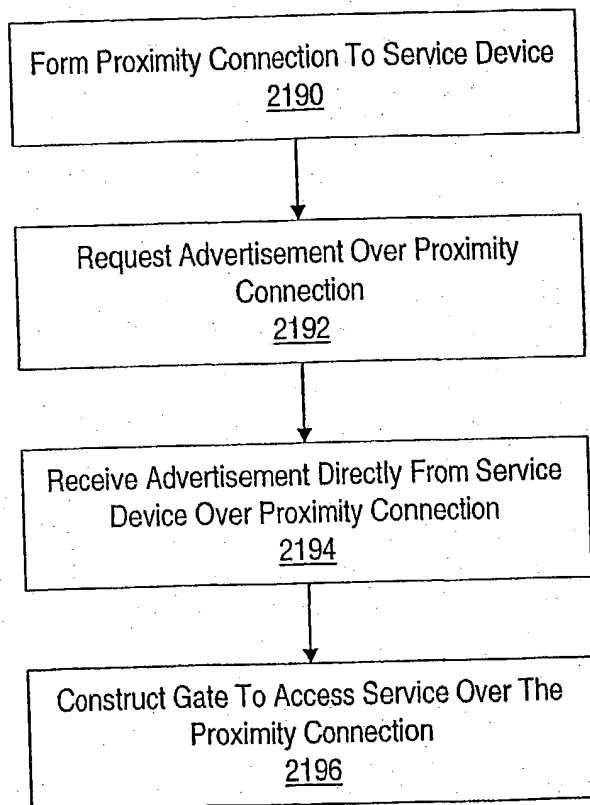 Form Proximity Connection To Service Device
2190
Request Advertisement Over Proximity
Connection
2192
Receive Advertisement Directly From Service
Device Over Proximity Connection
2194
Construct Gate To Access Service Over The
Proximity Connection
2196